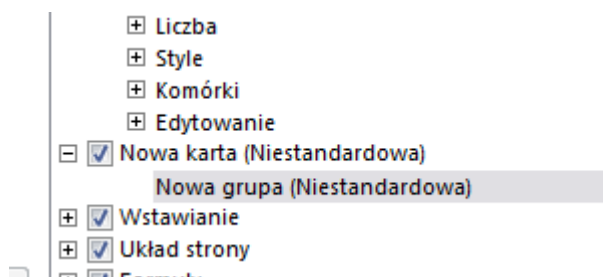 Liczba
Style
Komórki
Edytowanie
Nowa karta (Niestandardowa)
Nowa grupa (Niestandardowa)
Wstawianie
Układ strony